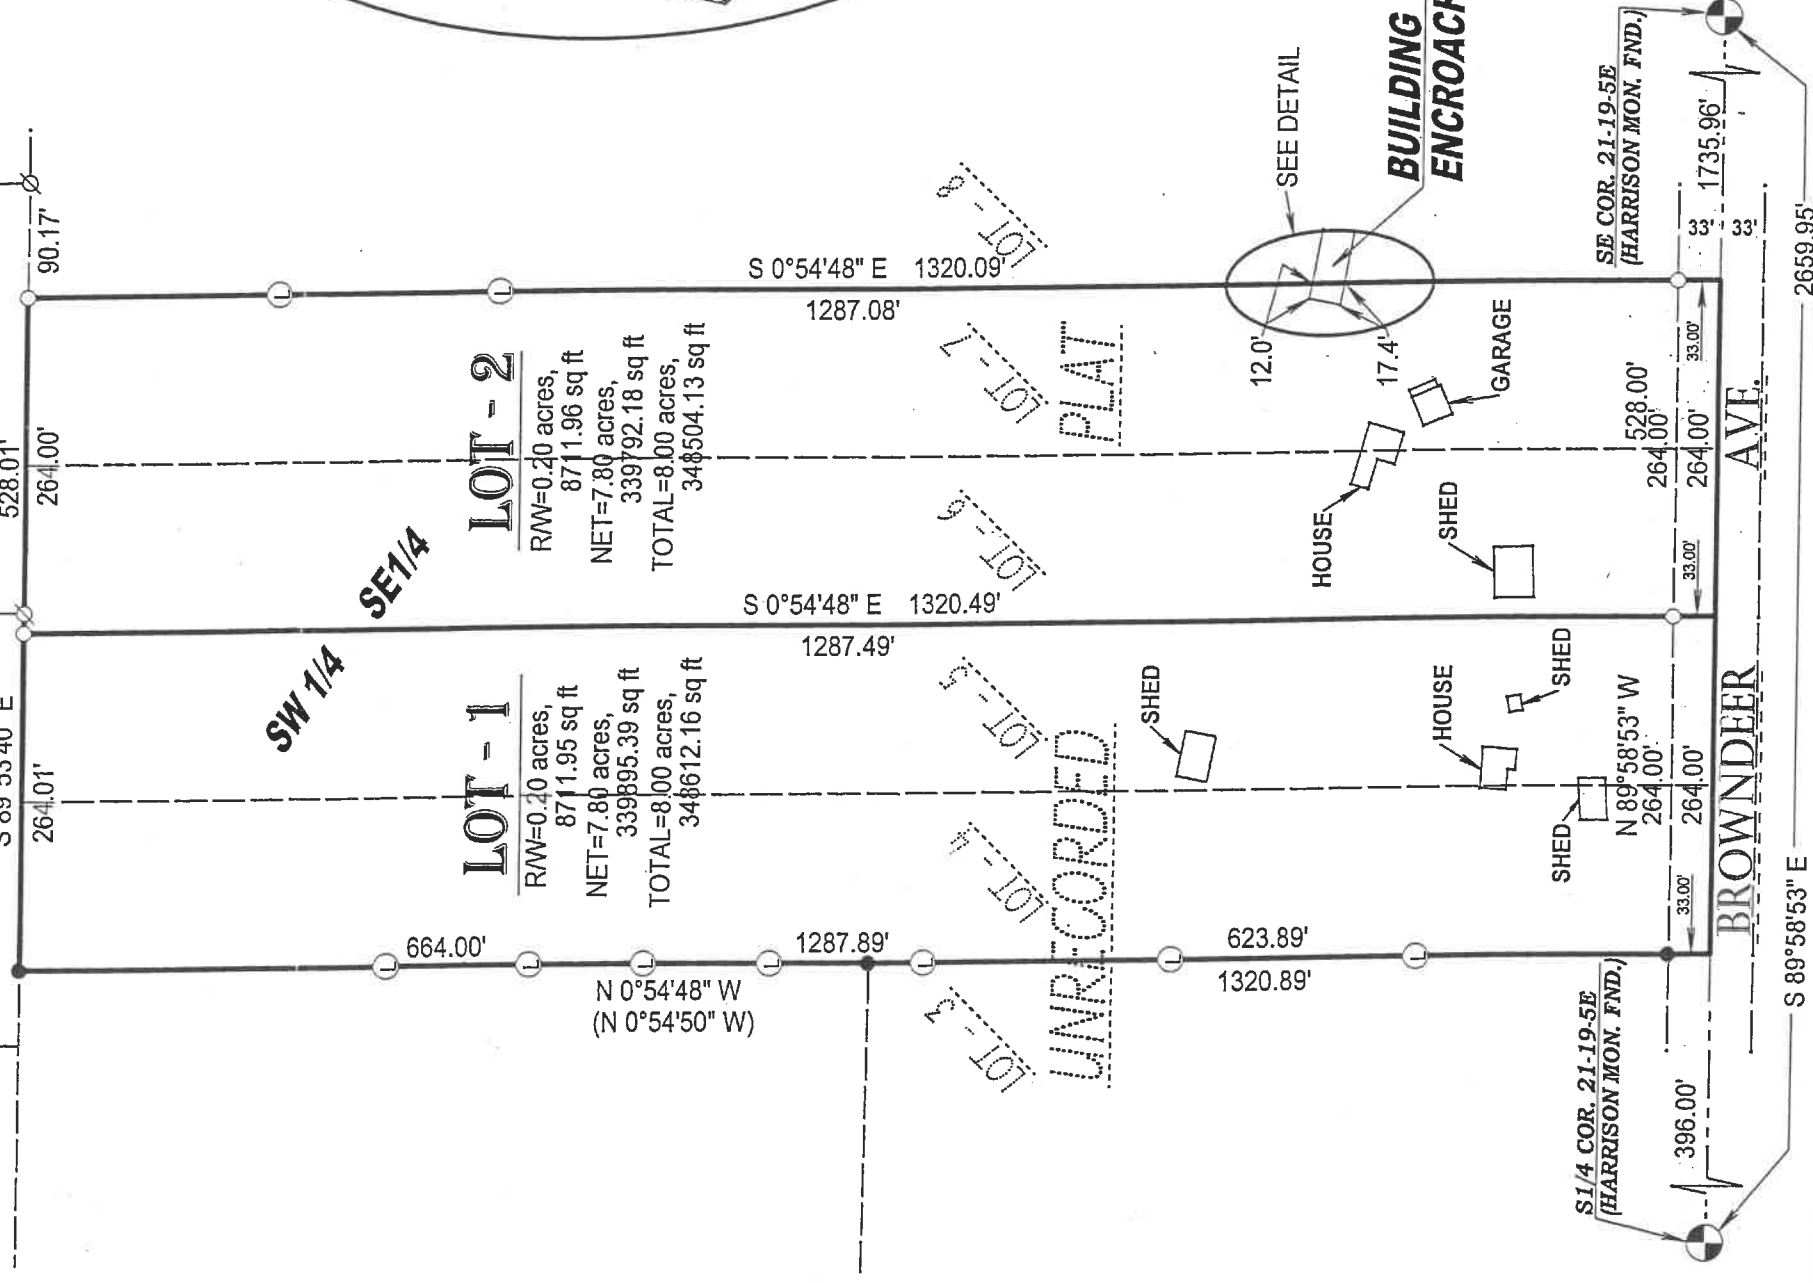 S 89°53'40" E
528.01'
264.01'
264.00'
90.17'
SW 1/4
SE1/4
LOT - 1
R/W=0.20 acres,
8711.95 sq ft
NET=7.80 acres,
339895.39 sq ft
TOTAL=8.00 acres,
348612.16 sq ft
LOT - 2
R/W=0.20 acres,
8711.96 sq ft
NET=7.80 acres,
339792.18 sq ft
TOTAL=8.00 acres,
348504.13 sq ft
664.00'
1287.89'
623.89'
N 0°54'48" W
(N 0°54'50" W)
1320.89'
S 0°54'48" E 1320.49'
1287.49'
S 0°54'48" E 1320.09'
1287.08'
LOT - 3
LOT - 4
LOT - 5
LOT - 6
LOT - 7
LOT - 8
UNRECORDED
PLAT
SEE DETAIL
BUILDING
12.0'
17.4'
SHED
HOUSE
SHED
SHED
HOUSE
SHED
GARAGE
N 89°58'53" W
264.00'
264.00'
528.00'
264.00'
264.00'
33.00'
33.00'
33.00'
33'
33'
BROWNDEER
AVE.
S1/4 COR. 21-19-5E
(HARRISON MON. FND.)
396.00'
SE COR. 21-19-5E
(HARRISON MON. FND.)
1735.96'
S 89°58'53" E
2659.95'
L
L
L
L
L
L
L
L
L